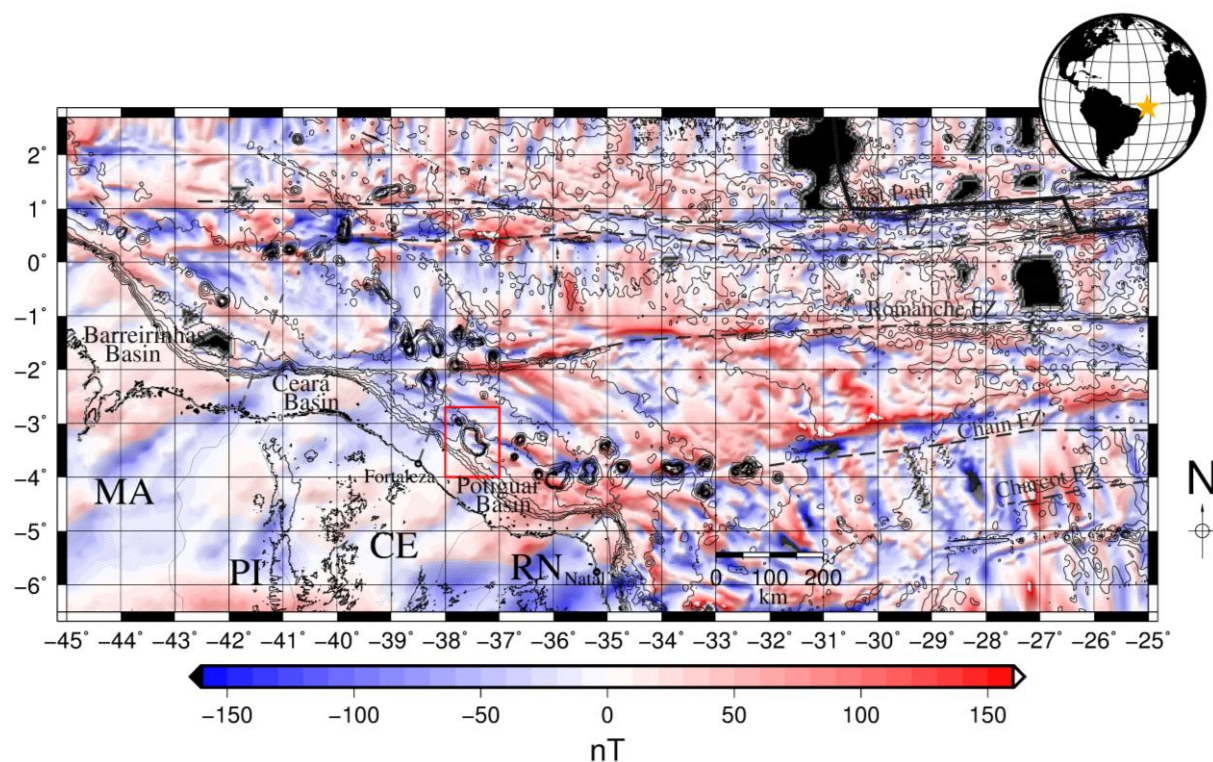 2°
1°
0°
−1°
−2°
−3°
−4°
−5°
−6°
St. Paul
Romanche FZ
Barreirinha
Basin
Ceará
Basin
Chain FZ
Fortaleza
Potiguar
Basin
Charcot FZ
MA
CE
PI
RN
Natal
0 100 200
km
N
−45° −44° −43° −42° −41° −40° −39° −38° −37° −36° −35° −34° −33° −32° −31° −30° −29° −28° −27° −26° −25°
−150 −100 −50 0 50 100 150
nT